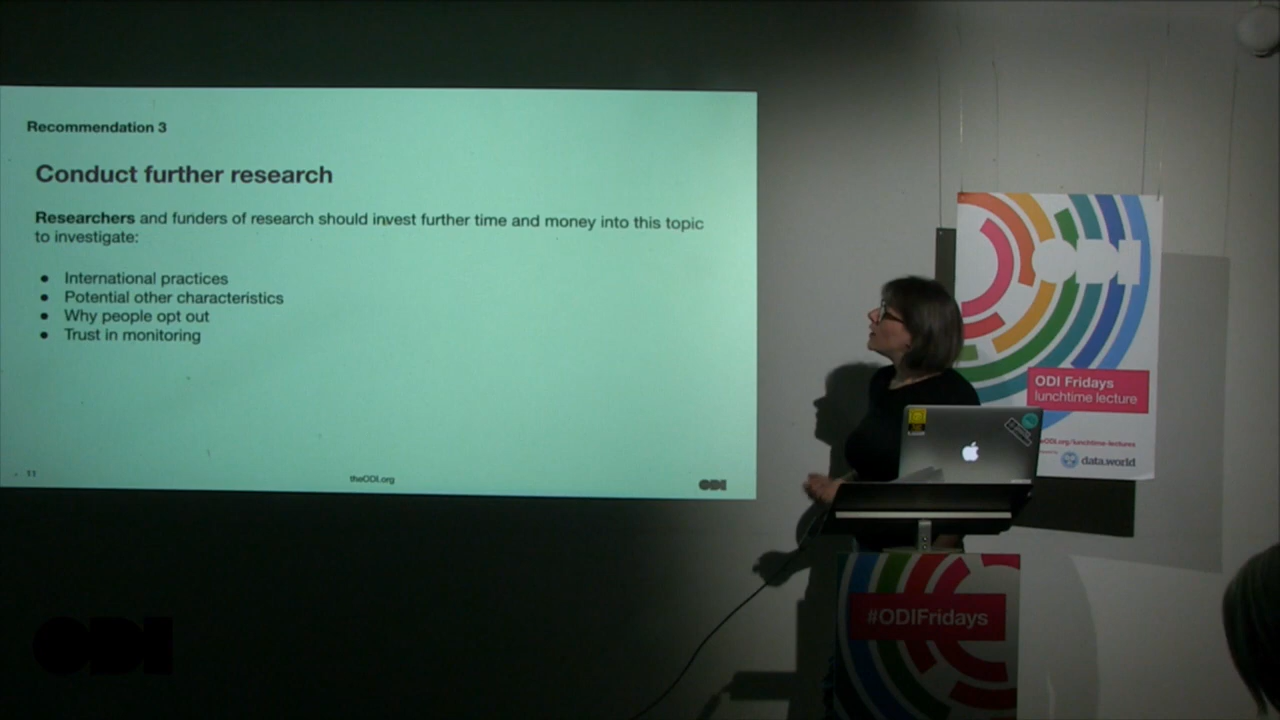 Recommendation 3
Conduct further research
Researchers and funders of research should invest further time and money into this topic
to investigate:
● International practices
● Potential other characteristics
● Why people opt out
● Trust in monitoring
11
theODI.org
ODI
ODI Fridays
lunchtime lecture
eODI.org/lunchtime-lectures
data.world
#ODIFridays
ODI